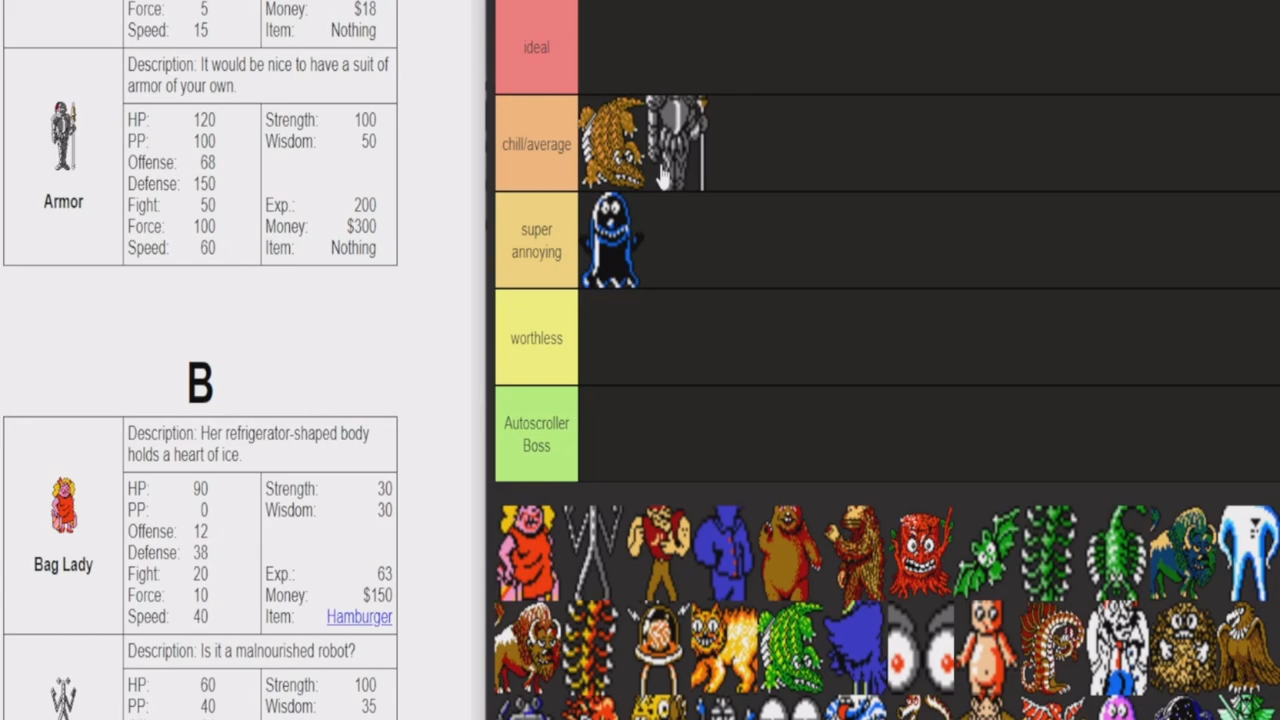 Force: 5 Money: $18
Speed: 15 Item: Nothing
Description: It would be nice to have a suit of
armor of your own.
HP: 120 Strength: 100
PP: 100 Wisdom: 50
Offense: 68
Defense: 150
Fight: 50 Exp.: 200
Force: 100 Money: $300
Speed: 60 Item: Nothing
Armor
B
Description: Her refrigerator-shaped body
holds a heart of ice.
HP: 90 Strength: 30
PP: 0 Wisdom: 30
Offense: 12
Defense: 38
Fight: 20 Exp.: 63
Force: 10 Money: $150
Speed: 40 Item: Hamburger
Bag Lady
Description: Is it a malnourished robot?
HP: 60 Strength: 100
PP: 40 Wisdom: 35
ideal
chill/average
super
annoying
worthless
Autoscroller
Boss